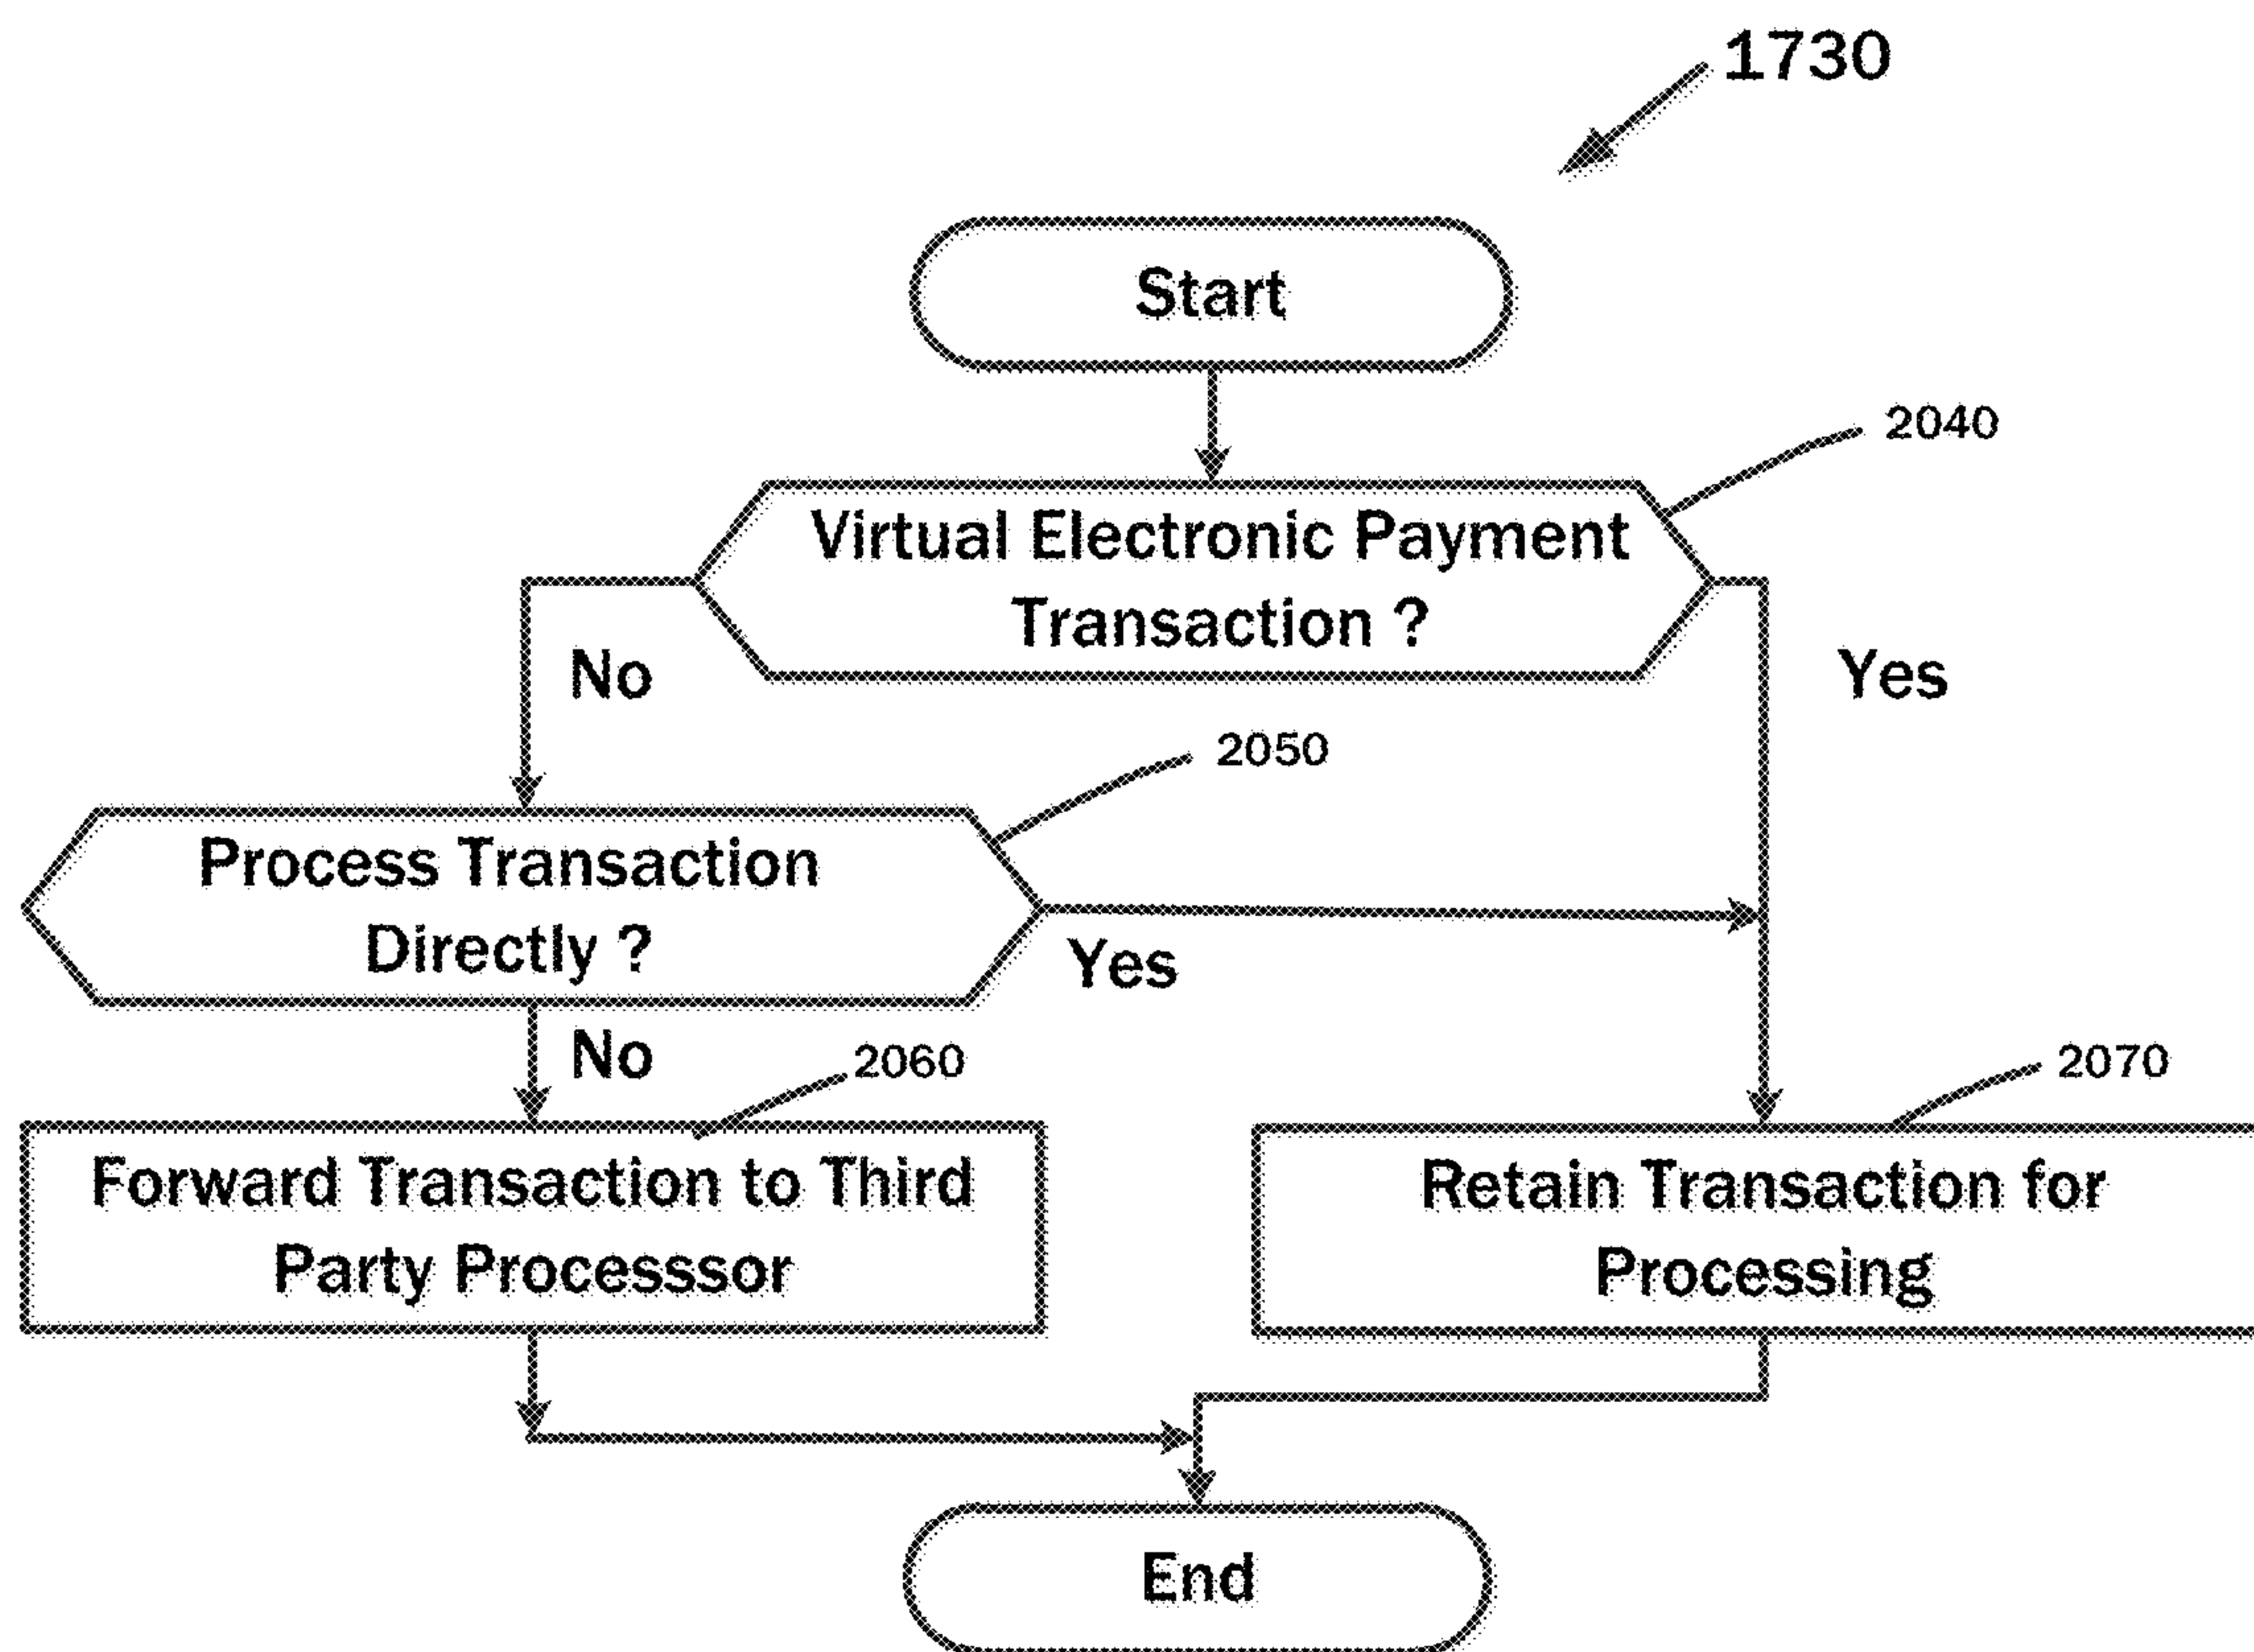 1730
Start
2040
Virtual Electronic Payment
Transaction ?
No
Yes
2050
Process Transaction
Directly ?
Yes
No
2060
2070
Forward Transaction to Third
Party Processsor
Retain Transaction for
Processing
End